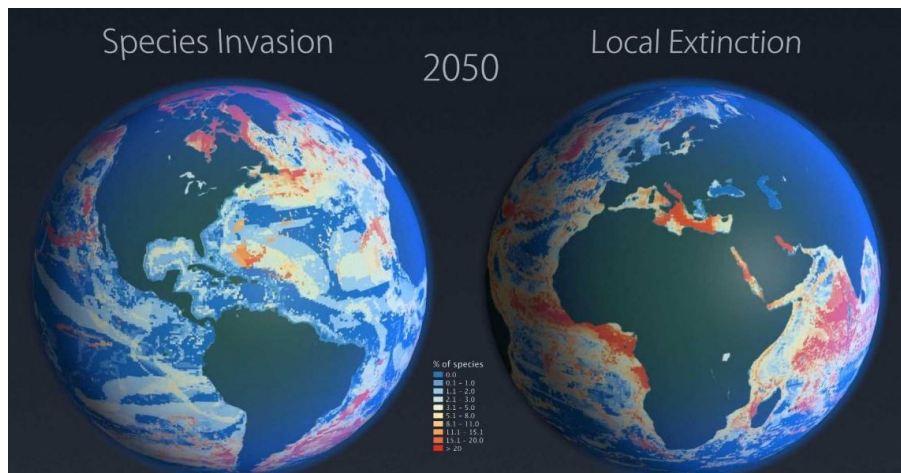 Species Invasion
Local Extinction
2050
% of species
0.0
0.1 - 1.0
1.1 - 2.0
2.1 - 3.0
3.1 - 5.0
5.1 - 8.0
8.1 - 11.0
11.1 - 15.1
15.1 - 20.0
> 20